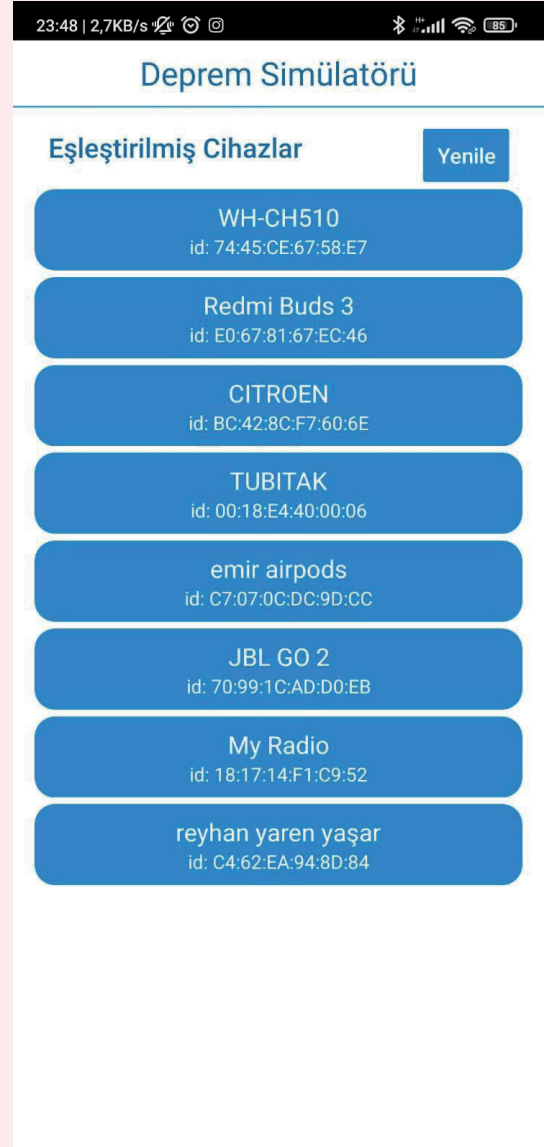 23:48 | 2,7KB/s
85
Deprem Simülatörü
Eşleştirilmiş Cihazlar
Yenile
WH-CH510
id: 74:45:CE:67:58:E7
Redmi Buds 3
id: E0:67:81:67:EC:46
CITROEN
id: BC:42:8C:F7:60:6E
TUBITAK
id: 00:18:E4:40:00:06
emir airpods
id: C7:07:0C:DC:9D:CC
JBL GO 2
id: 70:99:1C:AD:D0:EB
My Radio
id: 18:17:14:F1:C9:52
reyhan yaren yaşar
id: C4:62:EA:94:8D:84